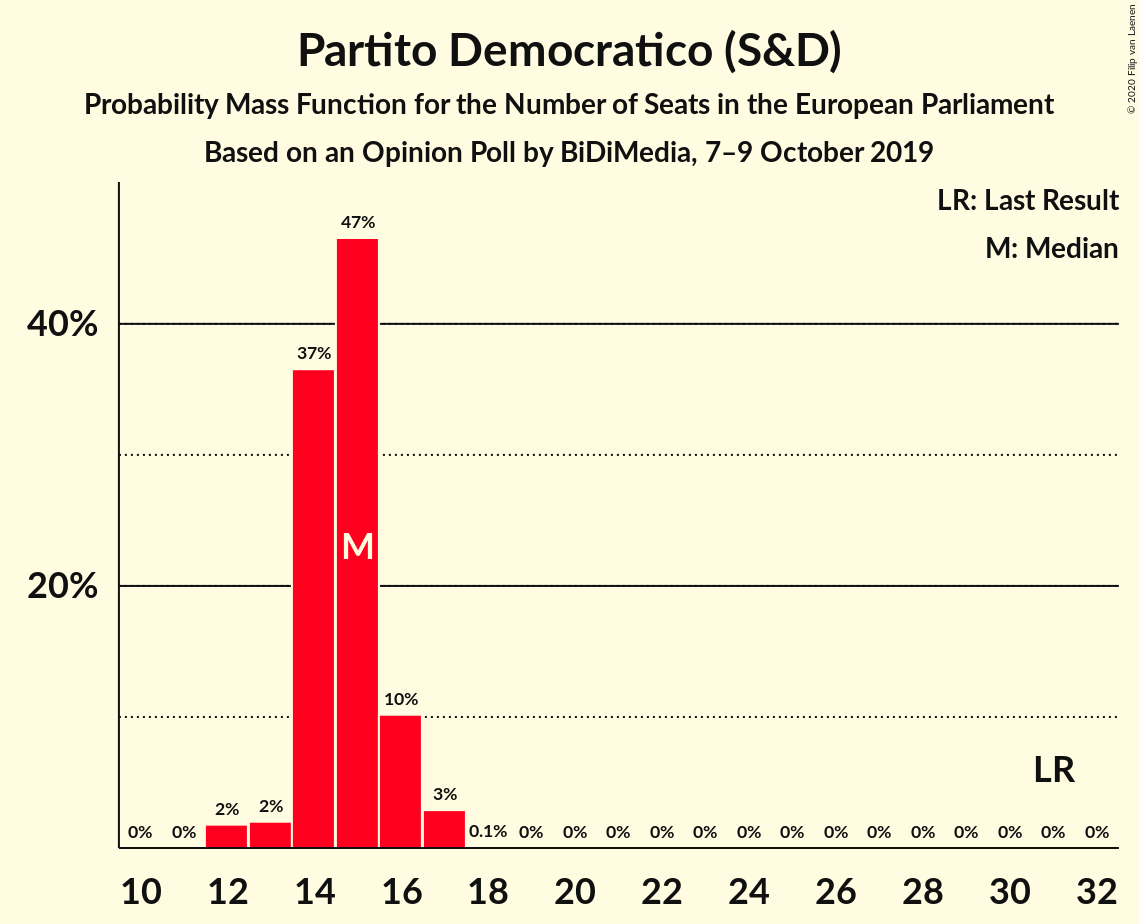 Partito Democratico (S&D)
Probability Mass Function for the Number of Seats in the European Parliament
Based on an Opinion Poll by BiDiMedia, 7–9 October 2019
© 2020 Filip van Laenen
LR: Last Result
M: Median
47%
40%
37%
M
20%
10%
LR
3%
2% 2%
0% 0% 0.1% 0% 0% 0% 0% 0% 0% 0% 0% 0% 0% 0% 0% 0% 0%
10 12 14 16 18 20 22 24 26 28 30 32